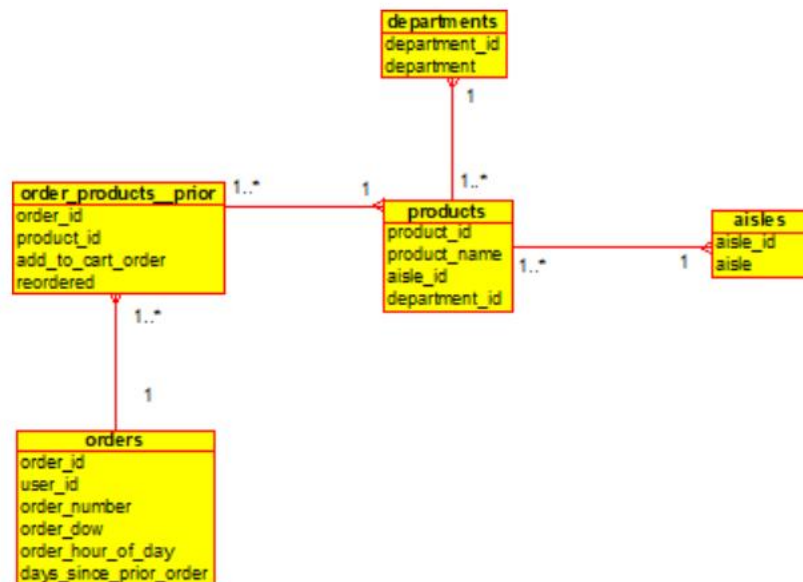 departments
department_id
department
1
1..*
order_products__prior
order_id
product_id
add_to_cart_order
reordered
1..*
1
products
product_id
product_name
aisle_id
department_id
1..*
1
aisles
aisle_id
aisle
1..*
1
orders
order_id
user_id
order_number
order_dow
order_hour_of_day
days_since_prior_order